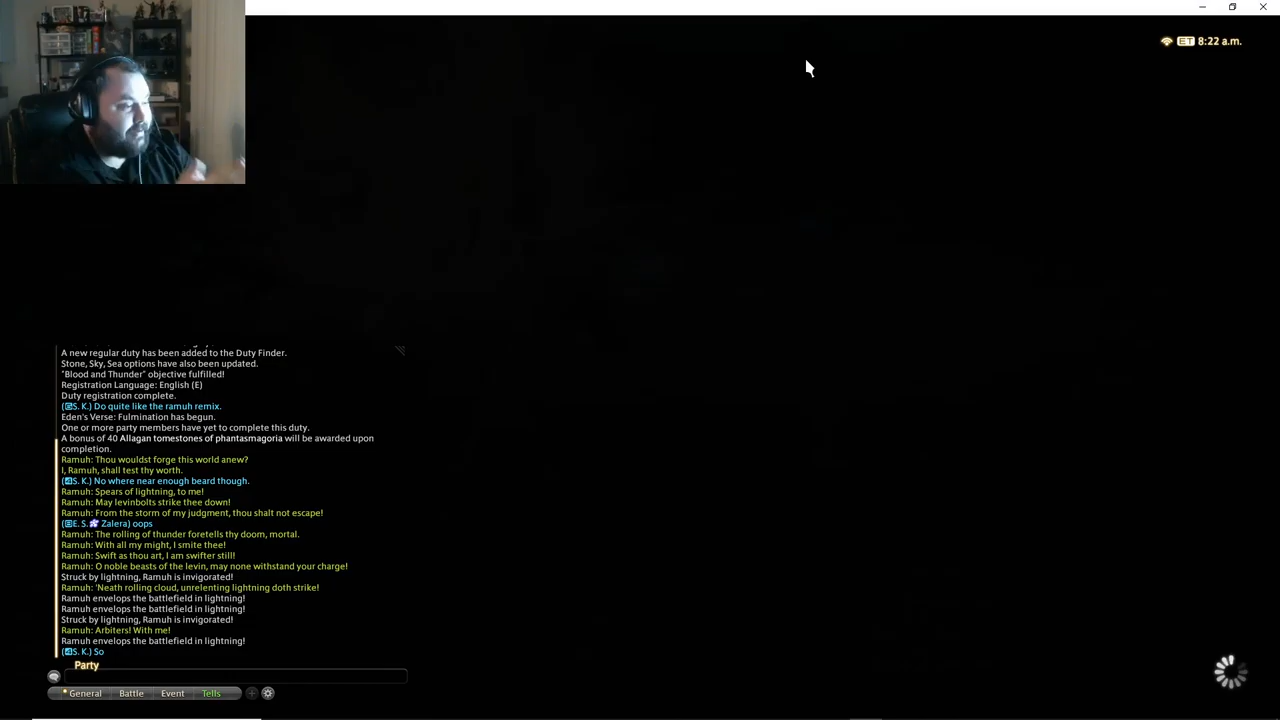 ET 8:22 a.m.
A new regular duty has been added to the Duty Finder.
Stone, Sky, Sea options have also been updated.
"Blood and Thunder" objective fulfilled!
Registration Language: English (E)
Duty registration complete.
(S. K.) Do quite like the ramuh remix.
Eden's Verse: Fulmination has begun.
One or more party members have yet to complete this duty.
A bonus of 40 Allagan tomestones of phantasmagoria will be awarded upon
completion.
Ramuh: Thou wouldst forge this world anew?
I, Ramuh, shall test thy worth.
(S. K.) No where near enough beard though.
Ramuh: Spears of lightning, to me!
Ramuh: May levinbolts strike thee down!
Ramuh: From the storm of my judgment, thou shalt not escape!
(E. S. Zalera) oops
Ramuh: The rolling of thunder foretells thy doom, mortal.
Ramuh: With all my might, I smite thee!
Ramuh: Swift as thou art, I am swifter still!
Ramuh: O noble beasts of the levin, may none withstand your charge!
Struck by lightning, Ramuh is invigorated!
Ramuh: 'Neath rolling cloud, unrelenting lightning doth strike!
Ramuh envelops the battlefield in lightning!
Ramuh envelops the battlefield in lightning!
Struck by lightning, Ramuh is invigorated!
Ramuh: Arbiters! With me!
Ramuh envelops the battlefield in lightning!
(S. K.) So
Party
General Battle Event Tells